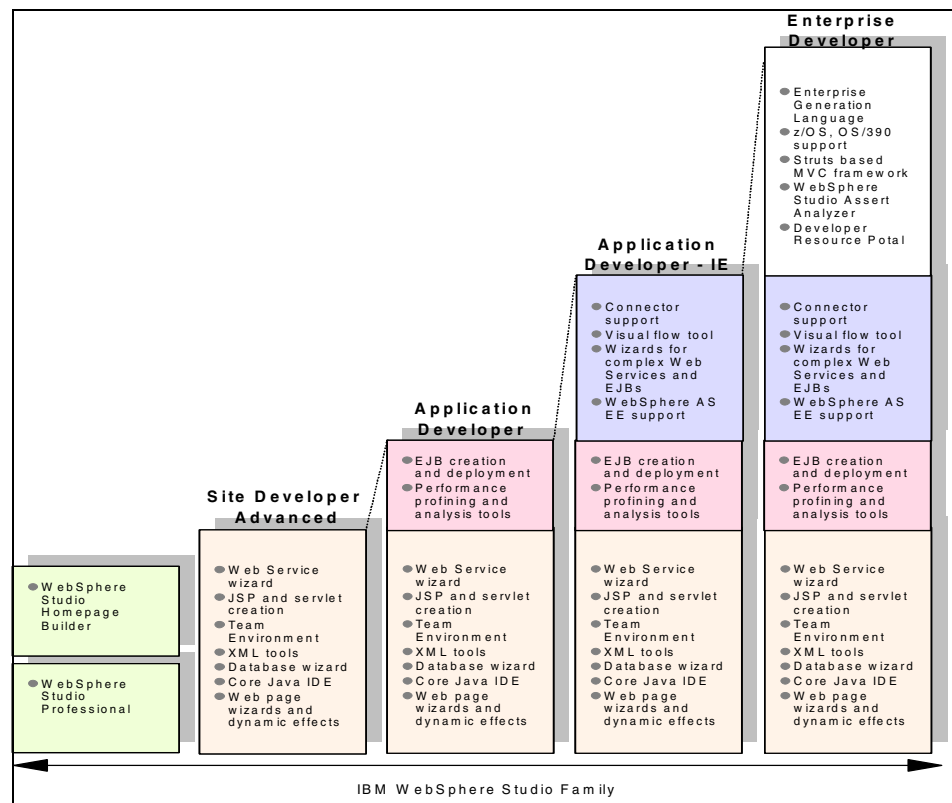 Enterprise
Developer
Enterprise
Generation
Language
z/OS, OS/390
support
Struts based
MVC framework
WebSphere
Studio Assert
Analyzer
Developer
Resource Potal
Application
Developer - IE
Connector
support
Visual flow tool
Wizards for
complex Web
Services and
EJBs
WebSphere AS
EE support
Connector
support
Visual flow tool
Wizards for
complex Web
Services and
EJBs
WebSphere AS
EE support
Application
Developer
EJB creation
and deployment
Performance
profining and
analysis tools
EJB creation
and deployment
Performance
profining and
analysis tools
EJB creation
and deployment
Performance
profining and
analysis tools
Site Developer
Advanced
WebSphere
Studio
Homepage
Builder
WebSphere
Studio
Professional
Web Service
wizard
JSP and servlet
creation
Team
Environment
XML tools
Database wizard
Core Java IDE
Web page
wizards and
dynamic effects
Web Service
wizard
JSP and servlet
creation
Team
Environment
XML tools
Database wizard
Core Java IDE
Web page
wizards and
dynamic effects
Web Service
wizard
JSP and servlet
creation
Team
Environment
XML tools
Database wizard
Core Java IDE
Web page
wizards and
dynamic effects
Web Service
wizard
JSP and servlet
creation
Team
Environment
XML tools
Database wizard
Core Java IDE
Web page
wizards and
dynamic effects
IBM WebSphere Studio Family